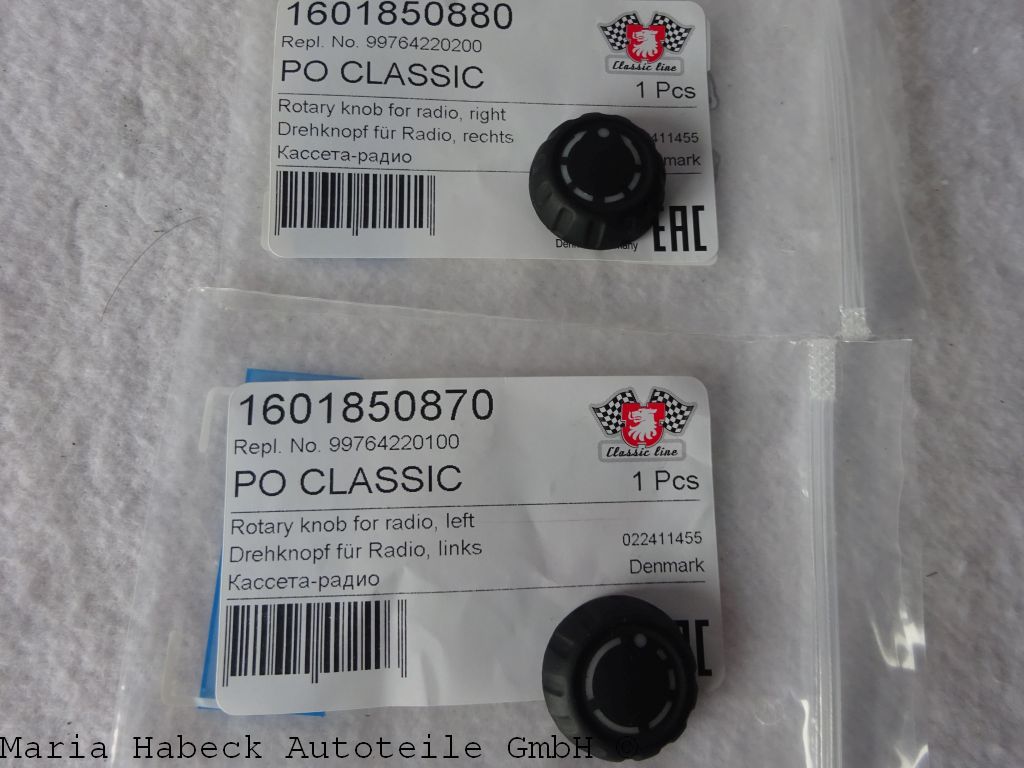 1601850880
Repl. No. 99764220200
Classic line
PO CLASSIC
1 Pcs
Rotary knob for radio, right
Drehknopf für Radio, rechts
411455
mark
Кассета-радио
EAC
1601850870
Repl. No. 99764220100
Classic line
PO CLASSIC
1 Pcs
Rotary knob for radio, left
Drehknopf für Radio, links
022411455
Кассета-радио
Denmark
Maria Habeck Autoteile GmbH ©